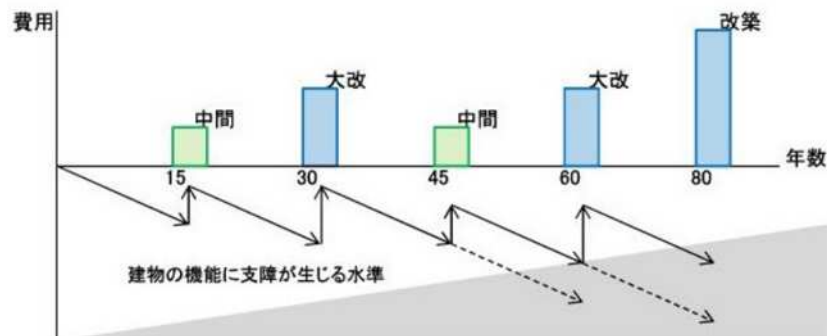 費用
改築
大改
大改
中間
中間
年数
15
30
45
60
80
建物の機能に支障が生じる水準